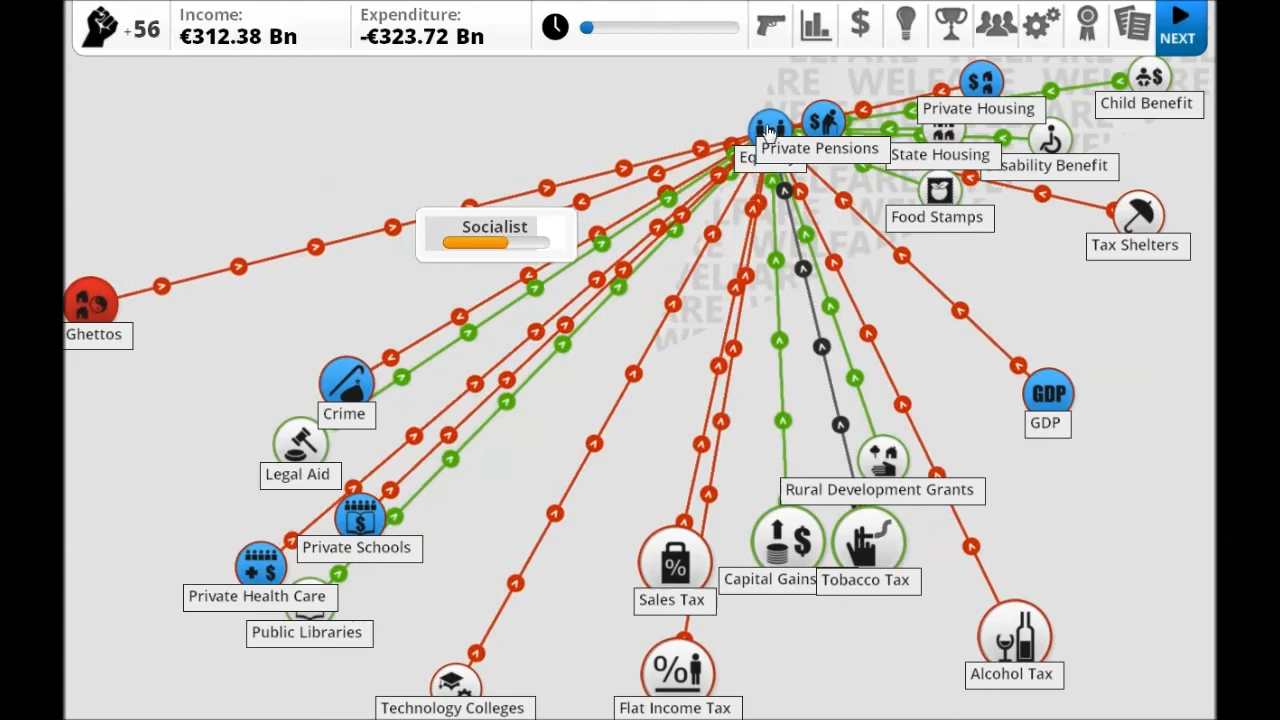 +56
Income:
€312.38 Bn
Expenditure:
-€323.72 Bn
$
NEXT
WELFARE
Private Housing
Child Benefit
Private Pensions
State Housing
Disability Benefit
Food Stamps
Tax Shelters
Socialist
Ghettos
Crime
GDP
GDP
Legal Aid
Rural Development Grants
Private Schools
Capital Gains
Tobacco Tax
Private Health Care
Sales Tax
Public Libraries
Alcohol Tax
Technology Colleges
Flat Income Tax